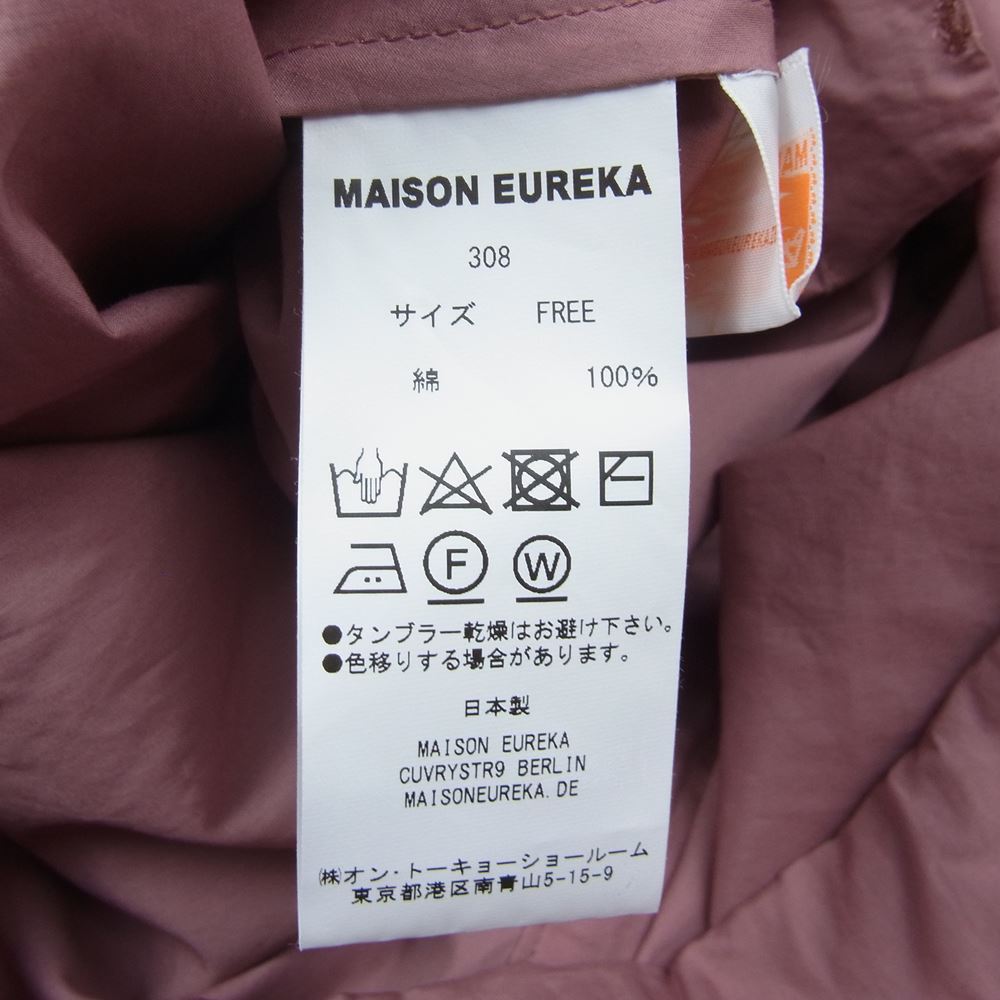 MAISON EUREKA
308
サイズ FREE
綿 100%
F W
●タンブラー乾燥はお避け下さい。
●色移りする場合があります。
日本製
MAISON EUREKA
CUVRYSTR9 BERLIN
MAISONEUREKA.DE
㈱オン・トーキョーショールーム
東京都港区南青山5-15-9